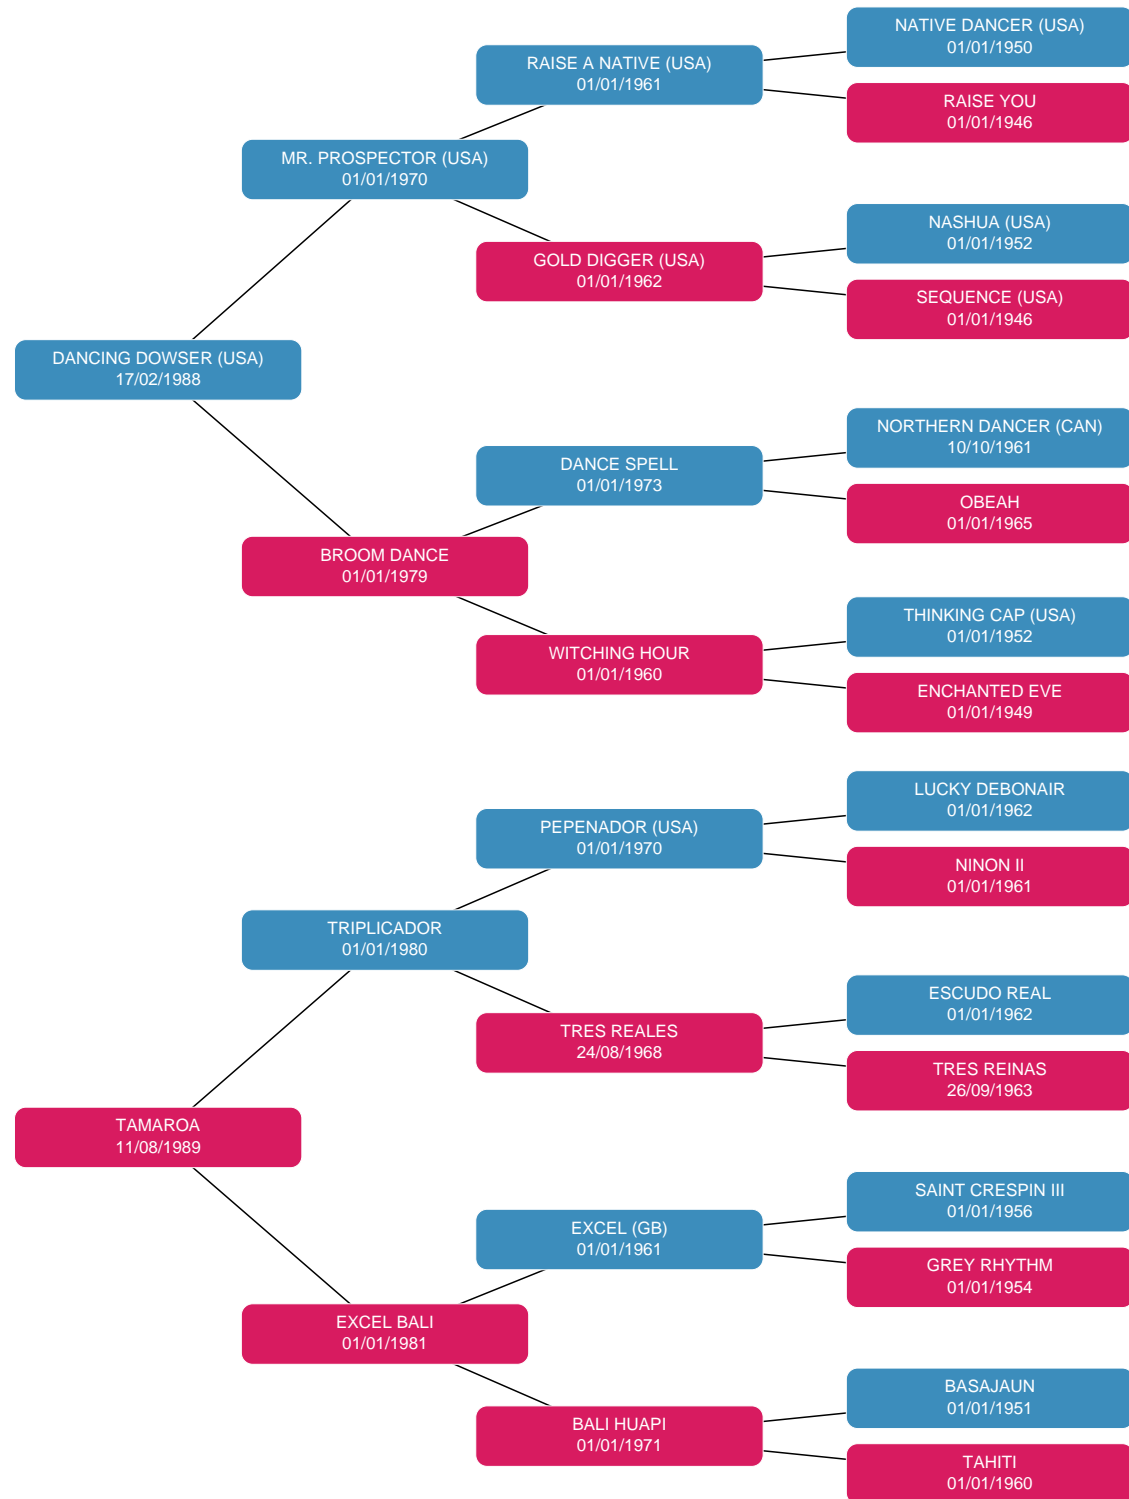 NATIVE DANCER (USA)
01/01/1950
RAISE A NATIVE (USA)
01/01/1961
RAISE YOU
01/01/1946
MR. PROSPECTOR (USA)
01/01/1970
NASHUA (USA)
01/01/1952
GOLD DIGGER (USA)
01/01/1962
SEQUENCE (USA)
01/01/1946
DANCING DOWSER (USA)
17/02/1988
NORTHERN DANCER (CAN)
10/10/1961
DANCE SPELL
01/01/1973
OBEAH
01/01/1965
BROOM DANCE
01/01/1979
THINKING CAP (USA)
01/01/1952
WITCHING HOUR
01/01/1960
ENCHANTED EVE
01/01/1949
LUCKY DEBONAIR
01/01/1962
PEPENADOR (USA)
01/01/1970
NINON II
01/01/1961
TRIPLICADOR
01/01/1980
ESCUDO REAL
01/01/1962
TRES REALES
24/08/1968
TRES REINAS
26/09/1963
TAMAROA
11/08/1989
SAINT CRESPIN III
01/01/1956
EXCEL (GB)
01/01/1961
GREY RHYTHM
01/01/1954
EXCEL BALI
01/01/1981
BASAJAUN
01/01/1951
BALI HUAPI
01/01/1971
TAHITI
01/01/1960